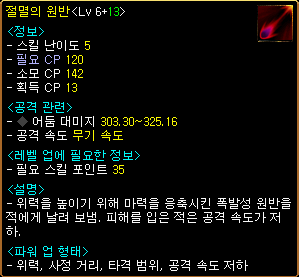 절멸의 원반<Lv 6+13>
<정보>
- 스킬 난이도 5
- 필요 CP 120
- 소모 CP 142
- 획득 CP 13
<공격 관련>
- ◆ 어둠 대미지 303.30~325.16
- 공격 속도 무기 속도
<레벨 업에 필요한 정보>
- 필요 스킬 포인트 35
<설명>
- 위력을 높이기 위해 마력을 응축시킨 폭발성 원반을
적에게 날려 보냄. 피해를 입은 적은 공격 속도가 저
하.
<파워 업 형태>
- 위력, 사정 거리, 타격 범위, 공격 속도 저하